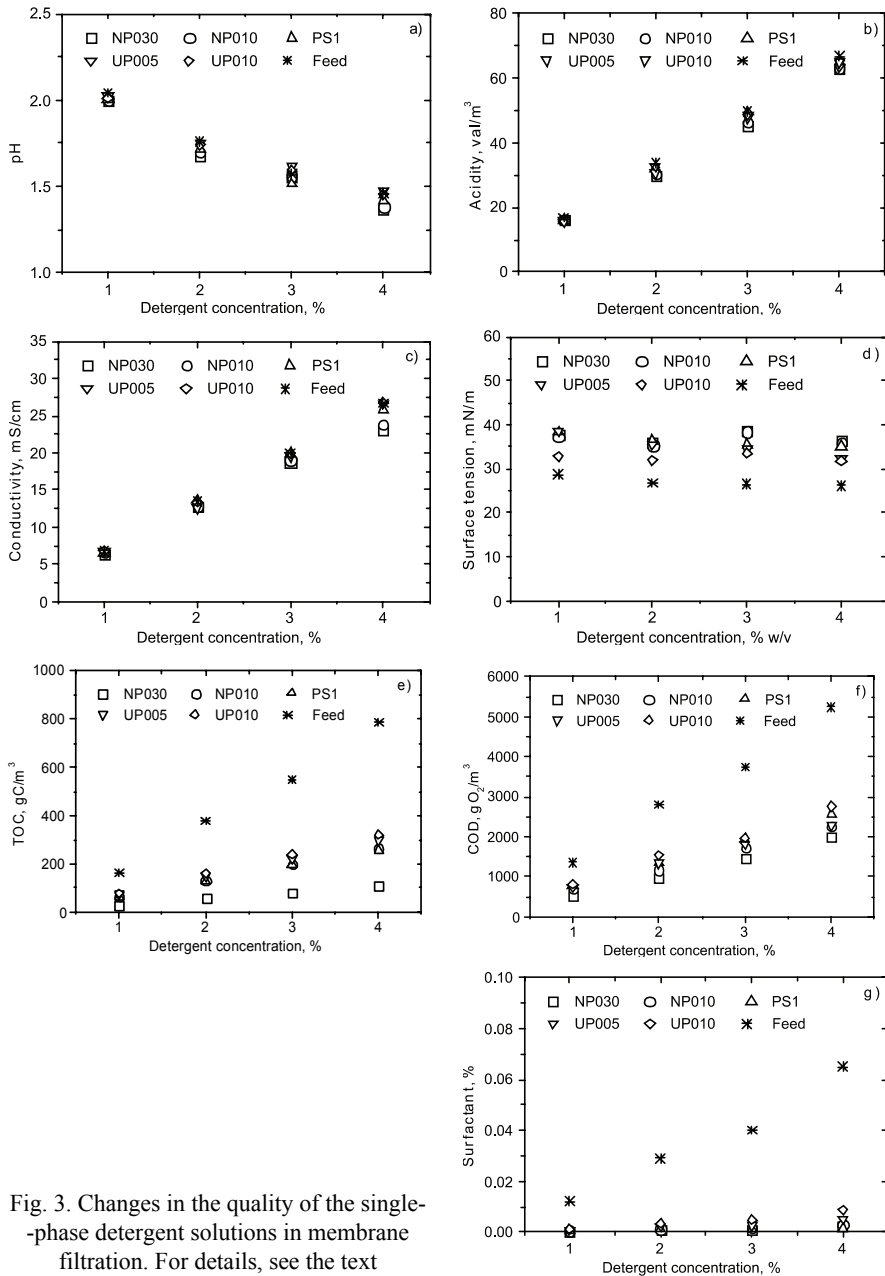 NP030 NP010 PS1 a)
UP005 UP010 Feed
2.5
2.0
1.5
1.0
pH
1 2 3 4
Detergent concentration, %
NP030 NP010 PS1 b)
UP005 UP010 Feed
80
60
40
20
0
Acidity, val/m³
1 2 3 4
Detergent concentration, %
NP030 NP010 PS1 c)
UP005 UP010 Feed
35
30
25
20
15
10
5
0
Conductivity, mS/cm
1 2 3 4
Detergent concentration, %
NP030 NP010 PS1 d)
UP005 UP010 Feed
60
50
40
30
20
10
0
Surface tension, mN/m
1 2 3 4
Detergent concentration, % w/v
NP030 NP010 PS1 e)
UP005 UP010 Feed
1000
800
600
400
200
0
TOC, gC/m³
1 2 3 4
Detergent concentration, %
NP030 NP010 PS1 f)
UP005 UP010 Feed
6000
5000
4000
3000
2000
1000
0
COD, g O₂/m³
1 2 3 4
Detergent concentration, %
NP030 NP010 PS1 g)
UP005 UP010 Feed
0.10
0.08
0.06
0.04
0.02
0.00
Surfactant, %
1 2 3 4
Detergent concentration, %
Fig. 3. Changes in the quality of the single-
-phase detergent solutions in membrane
filtration. For details, see the text